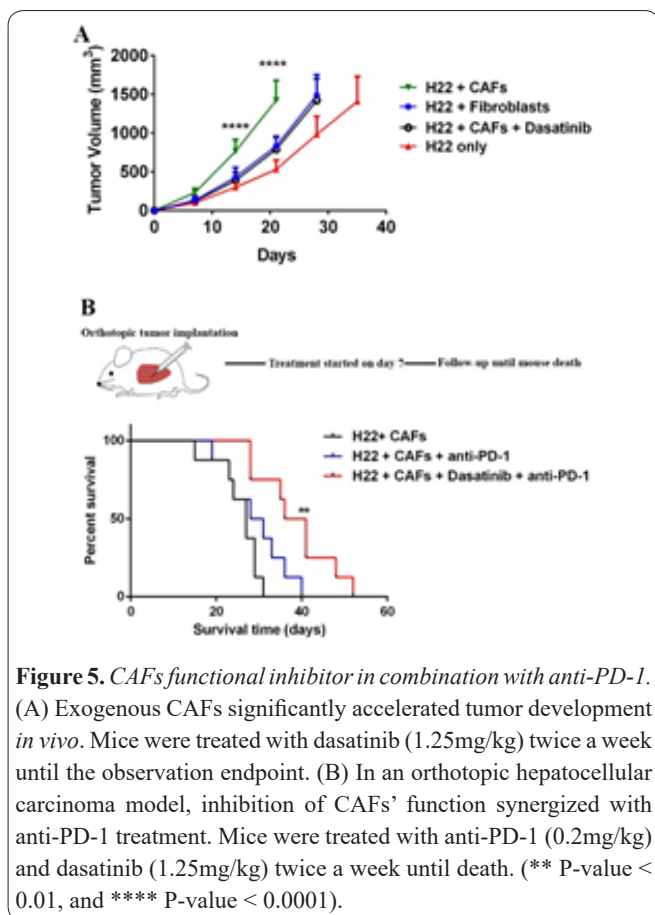 A
Tumor Volume (mm³)
2000
1500
1000
500
0
0 10 20 30 40
Days
****
****
H22 + CAFs
H22 + Fibroblasts
H22 + CAFs + Dasatinib
H22 only
B
Orthotopic tumor implantation
Treatment started on day 7
Follow up until mouse death
Percent survival
100
50
0
0 20 40 60
Survival time (days)
**
H22+ CAFs
H22 + CAFs + anti-PD-1
H22 + CAFs + Dasatinib + anti-PD-1
Figure 5. CAFs functional inhibitor in combination with anti-PD-1.
(A) Exogenous CAFs significantly accelerated tumor development
in vivo. Mice were treated with dasatinib (1.25mg/kg) twice a week
until the observation endpoint. (B) In an orthotopic hepatocellular
carcinoma model, inhibition of CAFs’ function synergized with
anti-PD-1 treatment. Mice were treated with anti-PD-1 (0.2mg/kg)
and dasatinib (1.25mg/kg) twice a week until death. (** P-value <
0.01, and **** P-value < 0.0001).